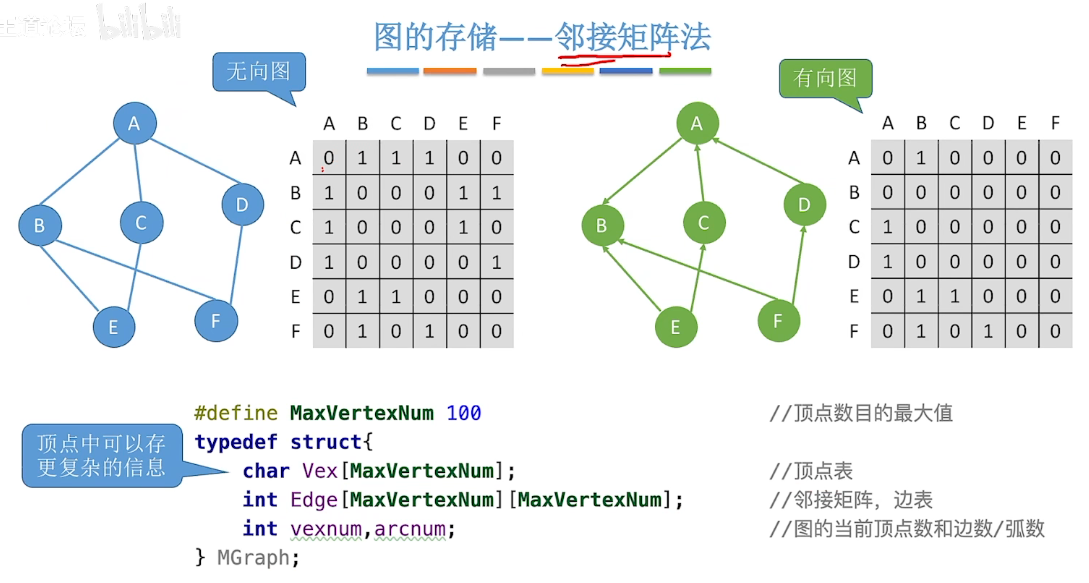 bilibili
图的存储——邻接矩阵法
无向图
有向图
A
B
C
D
E
F
A B C D E F
A 0 1 1 1 0 0
B 1 0 0 0 1 1
C 1 0 0 0 1 0
D 1 0 0 0 0 1
E 0 1 1 0 0 0
F 0 1 0 1 0 0
A
B
C
D
E
F
A B C D E F
A 0 1 0 0 0 0
B 0 0 0 0 0 0
C 1 0 0 0 0 0
D 1 0 0 0 0 0
E 0 1 1 0 0 0
F 0 1 0 1 0 0
顶点中可以存
更复杂的信息
#define MaxVertexNum 100 //顶点数目的最大值
typedef struct{
char Vex[MaxVertexNum]; //顶点表
int Edge[MaxVertexNum][MaxVertexNum]; //邻接矩阵，边表
int vexnum,arcnum; //图的当前顶点数和边数/弧数
} MGraph;